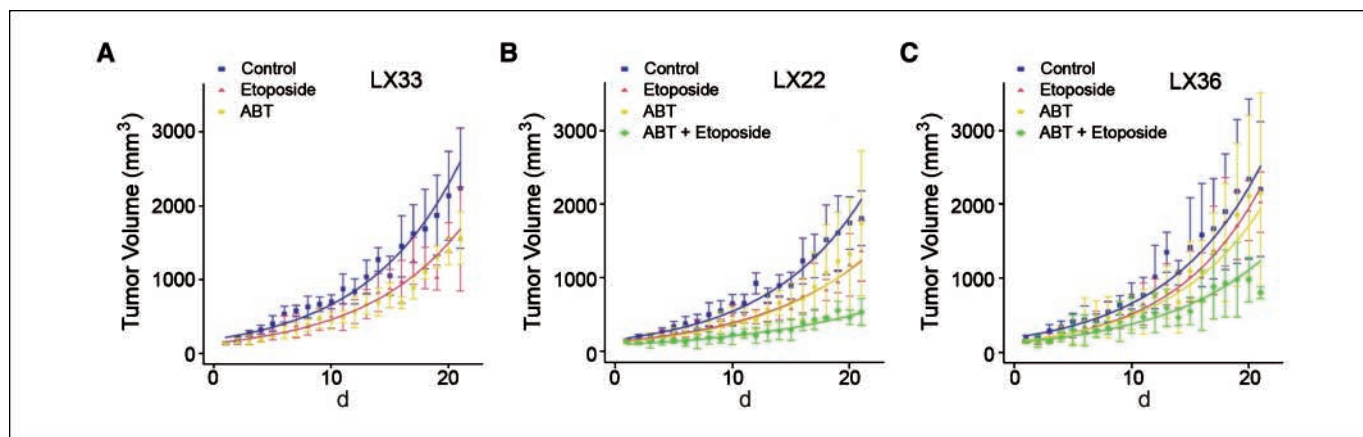 A
LX33
Control
Etoposide
ABT
Tumor Volume (mm³)
3000
2000
1000
0
0
10
20
d
B
LX22
Control
Etoposide
ABT
ABT + Etoposide
Tumor Volume (mm³)
3000
2000
1000
0
0
10
20
d
C
LX36
Control
Etoposide
ABT
ABT + Etoposide
Tumor Volume (mm³)
3000
2000
1000
0
0
10
20
d